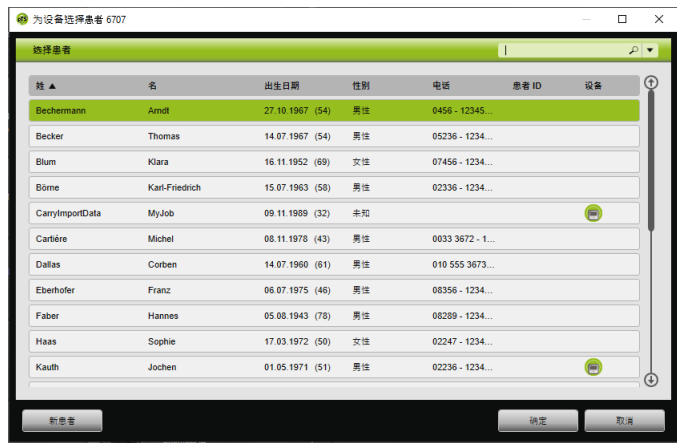 PTS 为设备选择患者 6707
选择患者
姓 ▲ 名 出生日期 性别 电话 患者 ID 设备
Bechermann Arndt 27.10.1967 (54) 男性 0456 - 12345...
Becker Thomas 14.07.1967 (54) 男性 05236 - 1234...
Blum Klara 16.11.1952 (69) 女性 07456 - 1234...
Börne Karl-Friedrich 15.07.1963 (58) 男性 02336 - 1234...
CarryImportData MyJob 09.11.1989 (32) 未知
Cartiére Michel 08.11.1978 (43) 男性 0033 3672 - 1...
Dallas Corben 14.07.1960 (61) 男性 010 555 3673...
Eberhofer Franz 06.07.1975 (46) 男性 08356 - 1234...
Faber Hannes 05.08.1943 (78) 男性 08289 - 1234...
Haas Sophie 17.03.1972 (50) 女性 02247 - 1234...
Kauth Jochen 01.05.1971 (51) 男性 02236 - 1234...
新患者 确定 取消